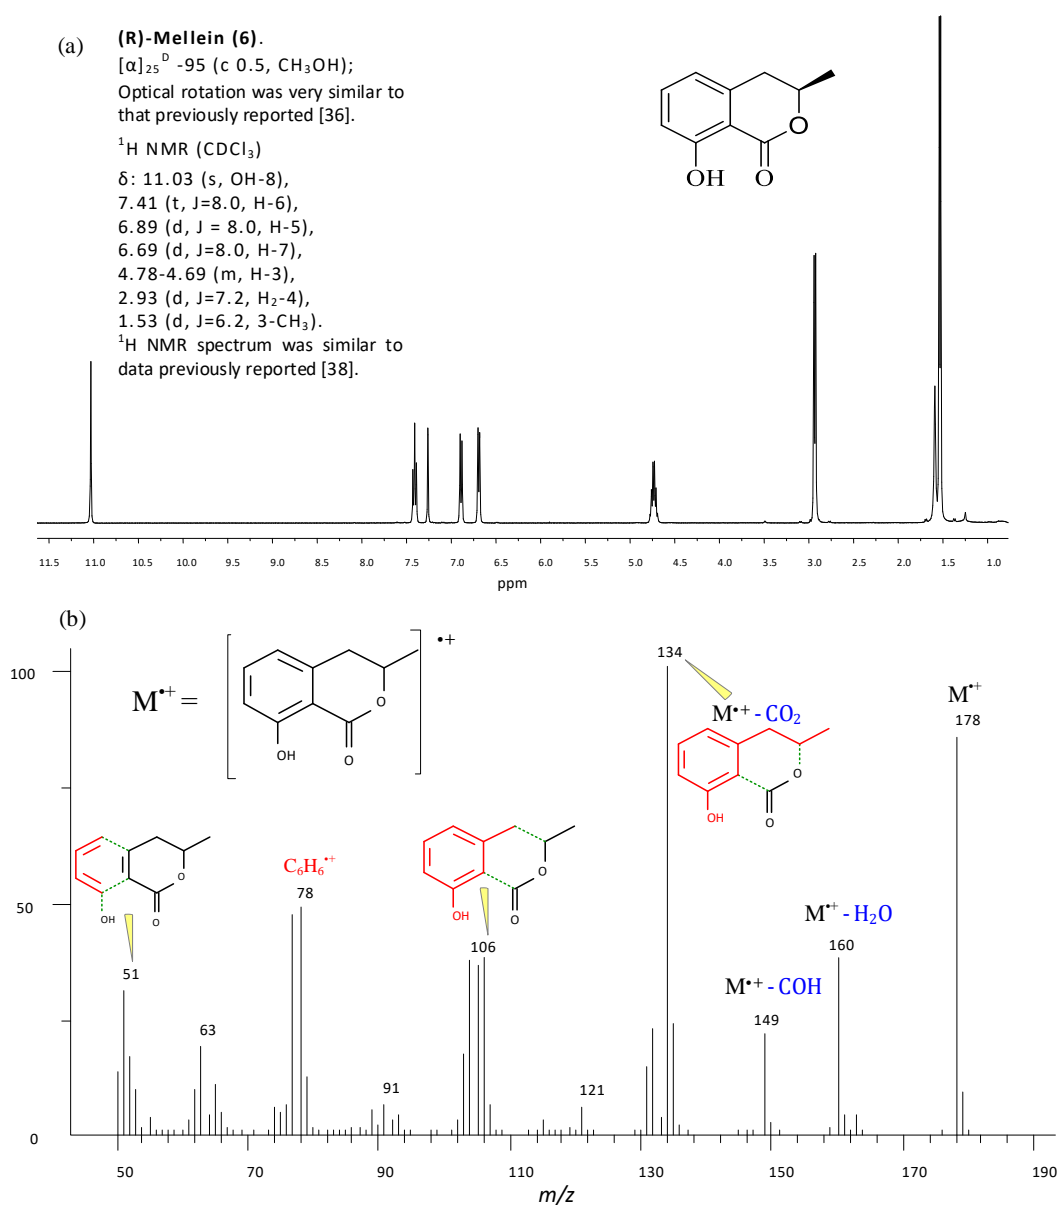 (a)
(R)-Mellein (6).
[α]₂₅ᴰ -95 (c 0.5, CH₃OH);
Optical rotation was very similar to
that previously reported [36].
¹H NMR (CDCl₃)
δ: 11.03 (s, OH-8),
7.41 (t, J=8.0, H-6),
6.89 (d, J = 8.0, H-5),
6.69 (d, J=8.0, H-7),
4.78-4.69 (m, H-3),
2.93 (d, J=7.2, H₂-4),
1.53 (d, J=6.2, 3-CH₃).
¹H NMR spectrum was similar to
data previously reported [38].
O
OH
O
11.5 11.0 10.5 10.0 9.5 9.0 8.5 8.0 7.5 7.0 6.5 6.0 5.5 5.0 4.5 4.0 3.5 3.0 2.5 2.0 1.5 1.0
ppm
(b)
M•+ =
O
OH
O
•+
134
M•+ - CO₂
O
OH
O
M•+
178
O
OH
O
51
C₆H₆•+
78
O
OH
O
106
M•+ - H₂O
160
M•+ - COH
149
63
91
121
100
50
0
50 70 90 110 130 150 170 190
m/z